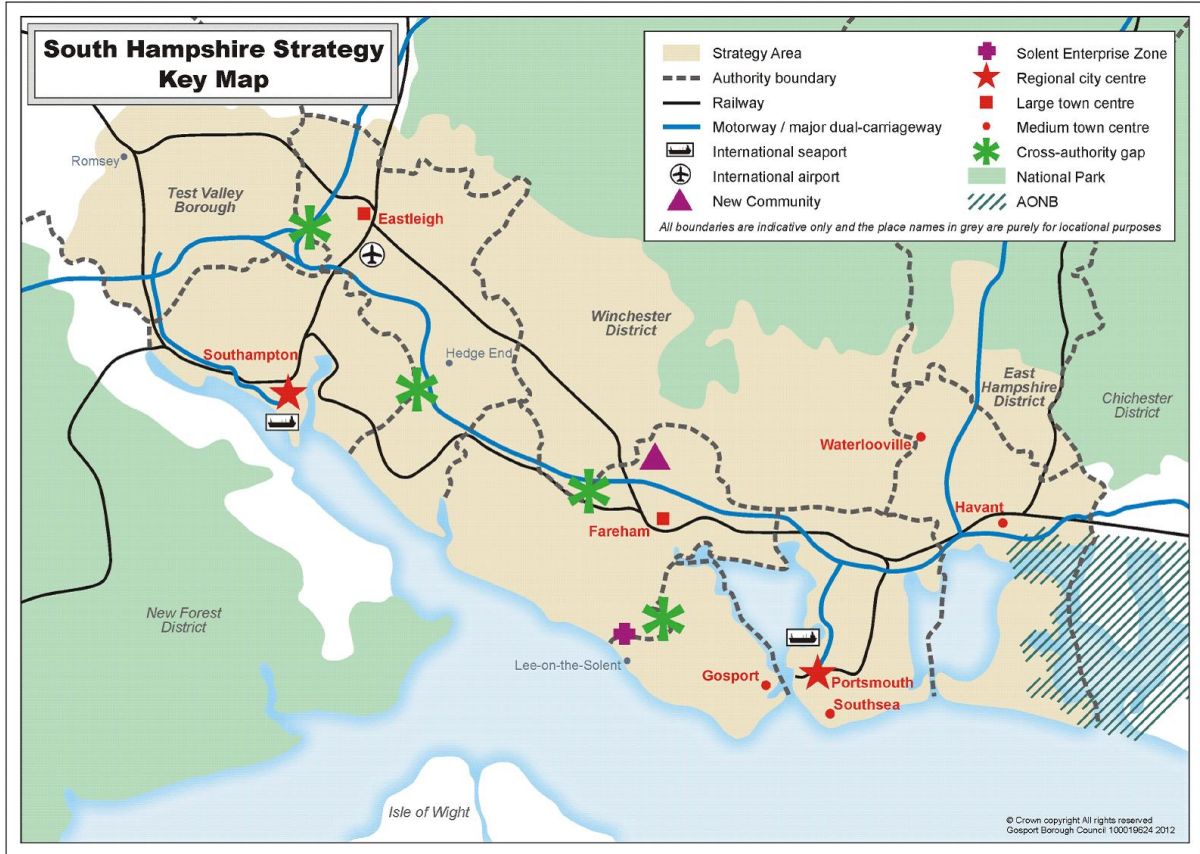 South Hampshire Strategy
Key Map
Strategy Area
Authority boundary
Railway
Motorway / major dual-carriageway
International seaport
International airport
New Community
Solent Enterprise Zone
Regional city centre
Large town centre
Medium town centre
Cross-authority gap
National Park
AONB
All boundaries are indicative only and the place names in grey are purely for locational purposes
Romsey
Test Valley
Borough
Eastleigh
Winchester
District
Southampton
Hedge End
East
Hampshire
District
Chichester
District
Waterlooville
Havant
Fareham
New Forest
District
Lee-on-the-Solent
Gosport
Portsmouth
Southsea
Isle of Wight
© Crown copyright All rights reserved
Gosport Borough Council 100019624 2012